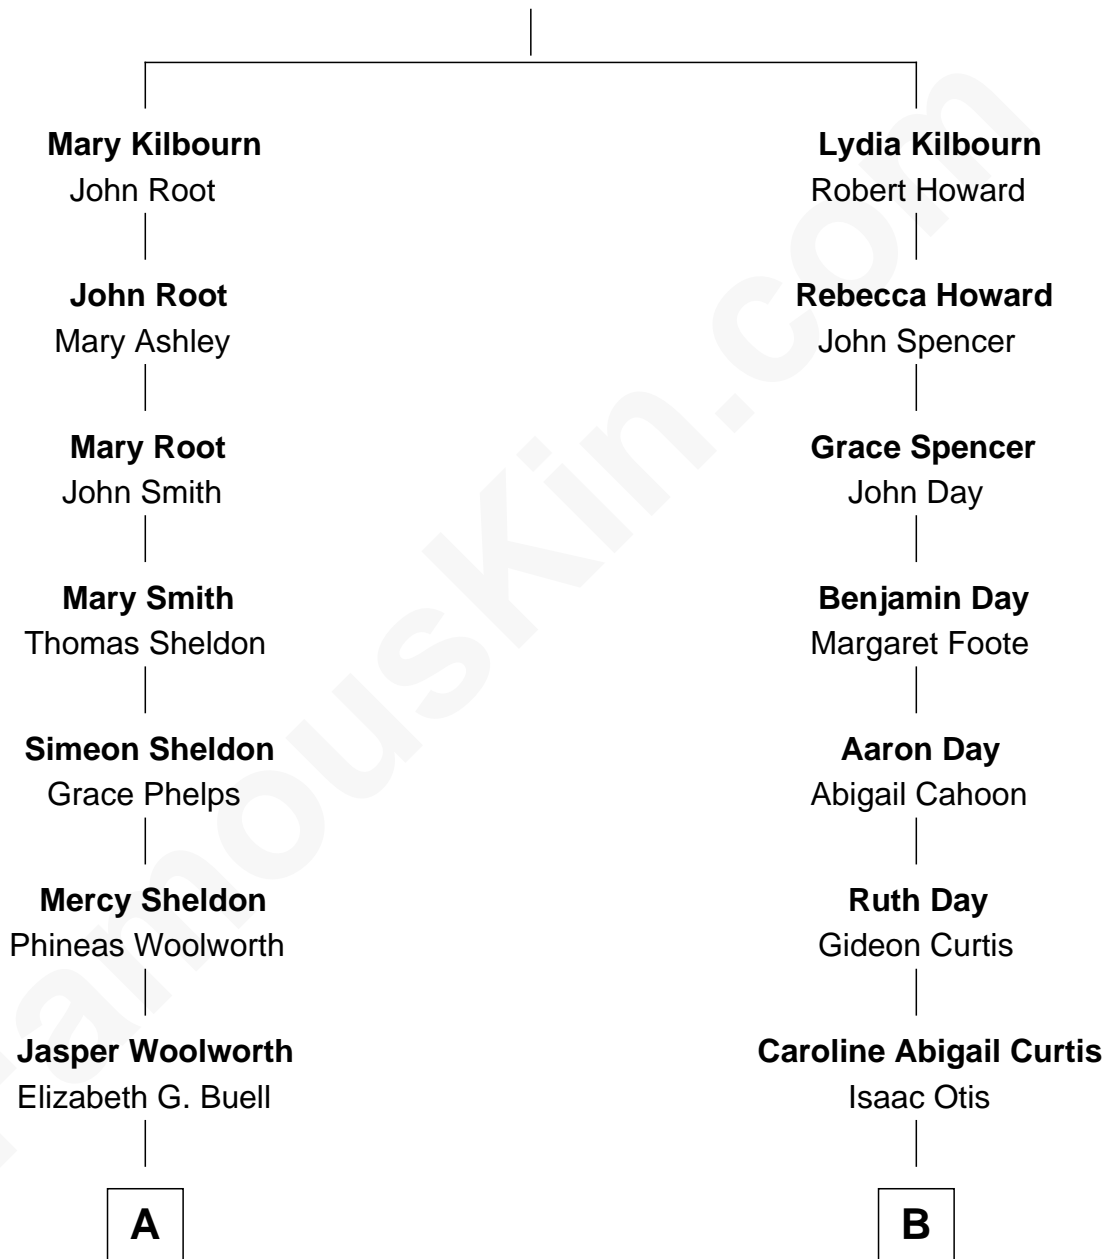 Mary Kilbourn
John Root
John Root
Mary Ashley
Mary Root
John Smith
Mary Smith
Thomas Sheldon
Simeon Sheldon
Grace Phelps
Mercy Sheldon
Phineas Woolworth
Jasper Woolworth
Elizabeth G. Buell
A
Lydia Kilbourn
Robert Howard
Rebecca Howard
John Spencer
Grace Spencer
John Day
Benjamin Day
Margaret Foote
Aaron Day
Abigail Cahoon
Ruth Day
Gideon Curtis
Caroline Abigail Curtis
Isaac Otis
B
FamousKin.com